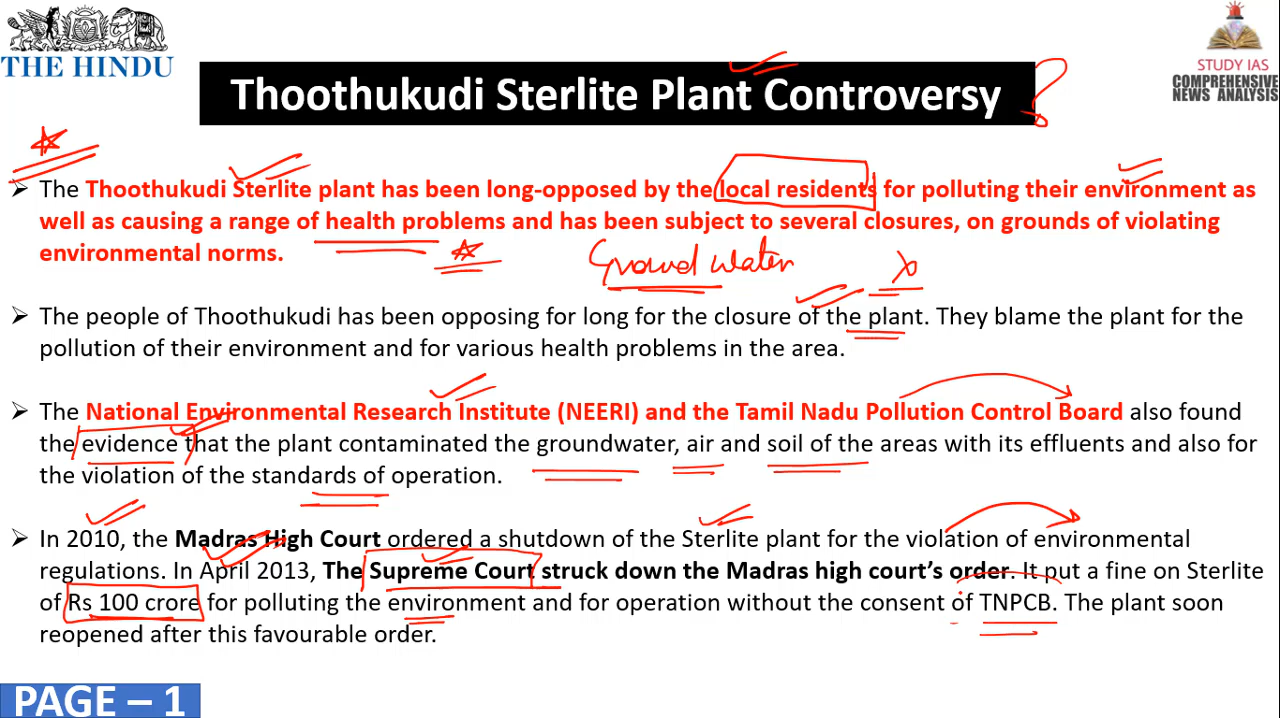 THE HINDU
STUDY IAS
COMPREHENSIVE
NEWS ANALYSIS
Thoothukudi Sterlite Plant Controversy ?
The Thoothukudi Sterlite plant has been long-opposed by the local residents for polluting their environment as
well as causing a range of health problems and has been subject to several closures, on grounds of violating
environmental norms.
Ground water
The people of Thoothukudi has been opposing for long for the closure of the plant. They blame the plant for the
pollution of their environment and for various health problems in the area.
The National Environmental Research Institute (NEERI) and the Tamil Nadu Pollution Control Board also found
the evidence that the plant contaminated the groundwater, air and soil of the areas with its effluents and also for
the violation of the standards of operation.
In 2010, the Madras High Court ordered a shutdown of the Sterlite plant for the violation of environmental
regulations. In April 2013, The Supreme Court struck down the Madras high court's order. It put a fine on Sterlite
of Rs 100 crore for polluting the environment and for operation without the consent of TNPCB. The plant soon
reopened after this favourable order.
PAGE – 1